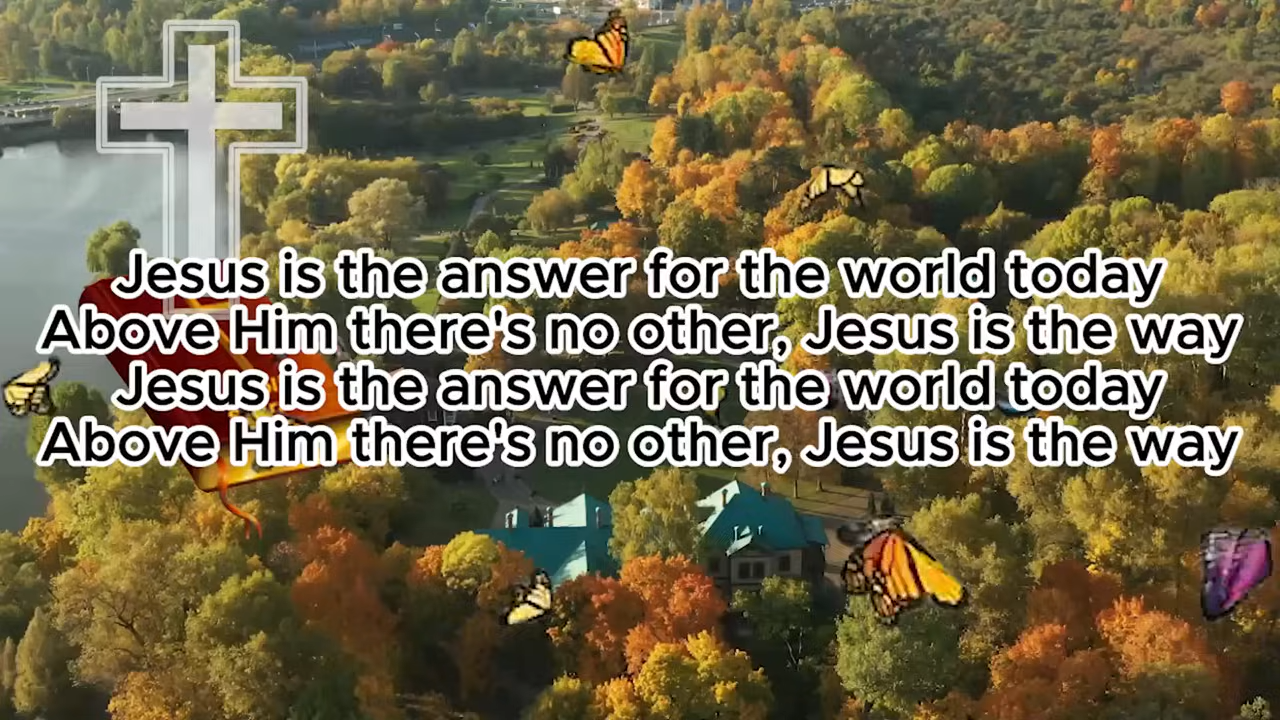 Jesus is the answer for the world today
Above Him there's no other, Jesus is the way
Jesus is the answer for the world today
Above Him there's no other, Jesus is the way